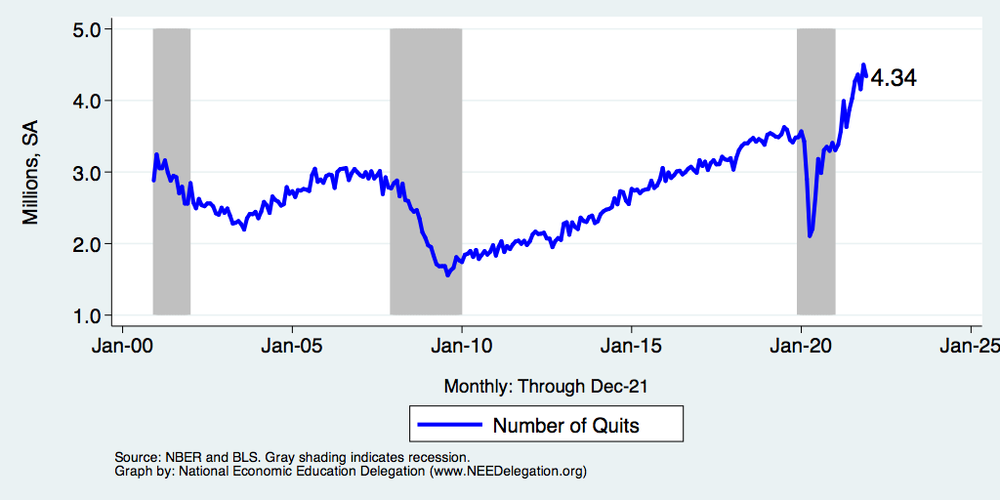 5.0
4.0
3.0
2.0
1.0
Millions, SA
4.34
Jan-00 Jan-05 Jan-10 Jan-15 Jan-20 Jan-25
Monthly: Through Dec-21
Number of Quits
Source: NBER and BLS. Gray shading indicates recession.
Graph by: National Economic Education Delegation (www.NEEDelegation.org)